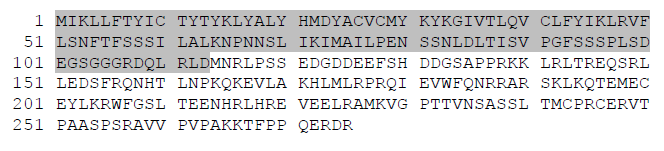 1 MIKLLFTYIC TYTYKLYALY HMDYACVCMY KYKGIVTLQV CLFYIKLRVF
51 LSNFTFSSSI LALKNPNNSL IKIMAILPEN SSNLDLTISV PGFSSSPLSD
101 EGSGGGRDQL RLDMNRLPSS EDGDDEEFSH DDGSAPPRKK LRLTREQSRL
151 LEDSFRQNHT LNPKQKEVLA KHLMLRPRQI EVWFQNRRAR SKLKQTEMEC
201 EYLKRWFGSL TEENHRLHRE VEELRAMKVG PTTVNSASSL TMCPRCERVT
251 PAASPSRAVV PVPAKKTFPP QERDR